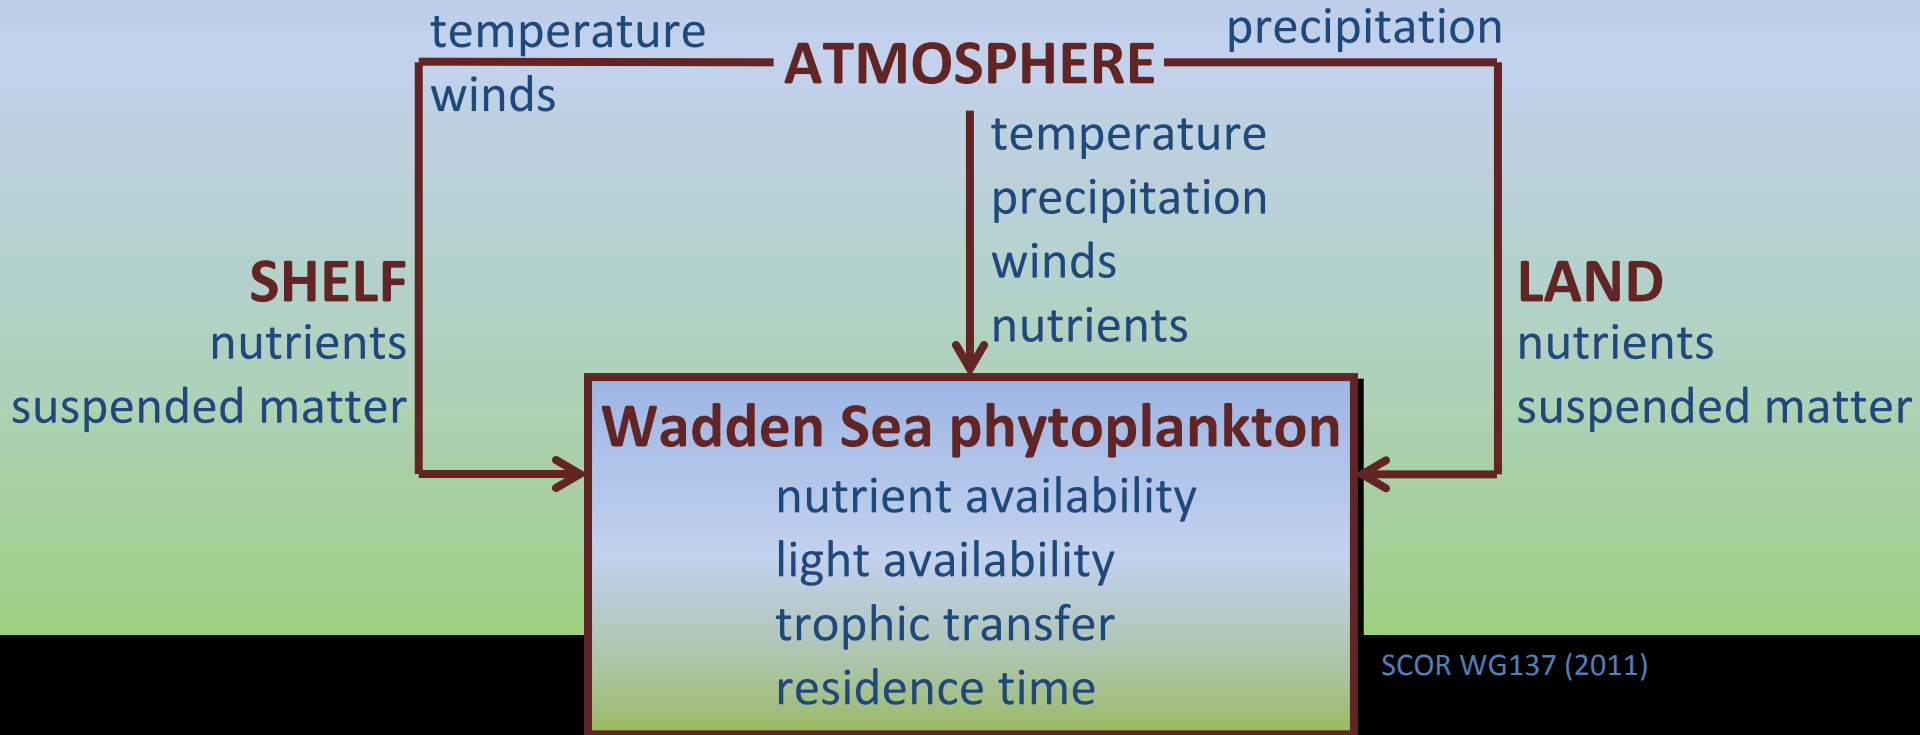 temperature
winds
ATMOSPHERE
precipitation
temperature
precipitation
winds
nutrients
SHELF
nutrients
suspended matter
LAND
nutrients
suspended matter
Wadden Sea phytoplankton
nutrient availability
light availability
trophic transfer
residence time
SCOR WG137 (2011)